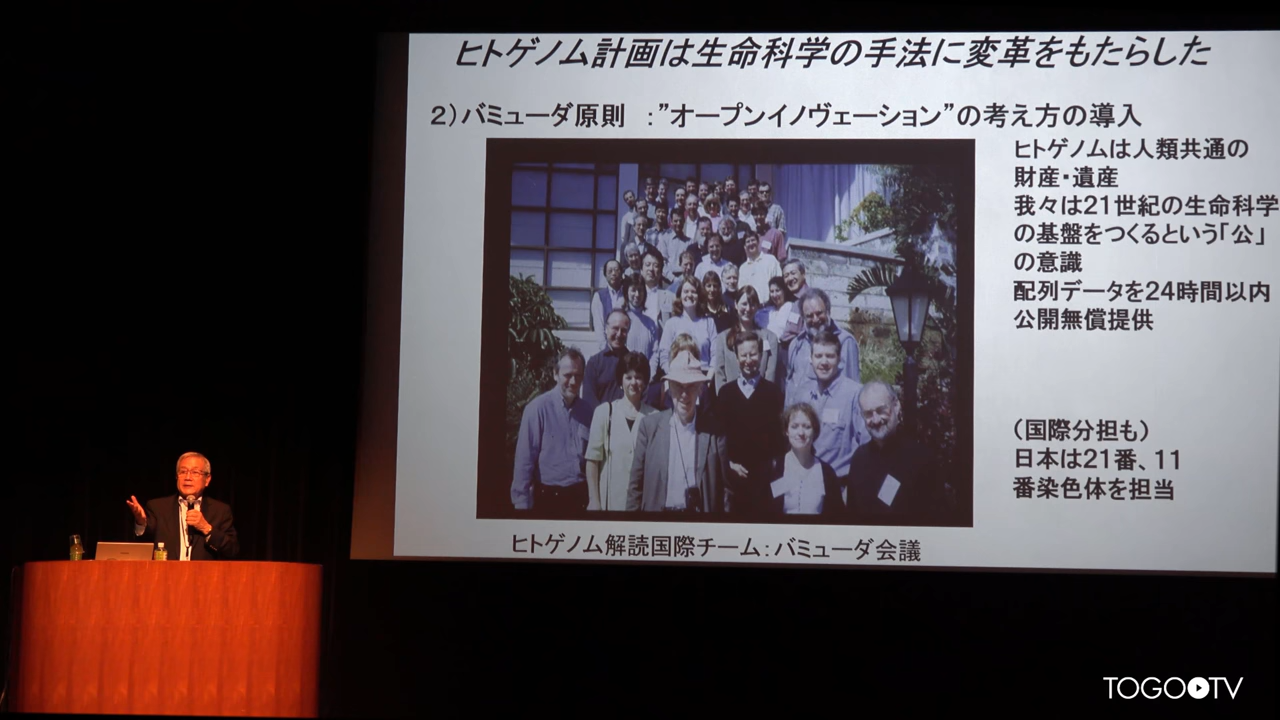 ヒトゲノム計画は生命科学の手法に変革をもたらした
２）バミューダ原則　：”オープンイノヴェーション”の考え方の導入
ヒトゲノムは人類共通の
財産・遺産
我々は21世紀の生命科学
の基盤をつくるという「公」
の意識
配列データを24時間以内
公開無償提供
（国際分担も）
日本は21番、11
番染色体を担当
ヒトゲノム解読国際チーム：バミューダ会議
TOGOTV